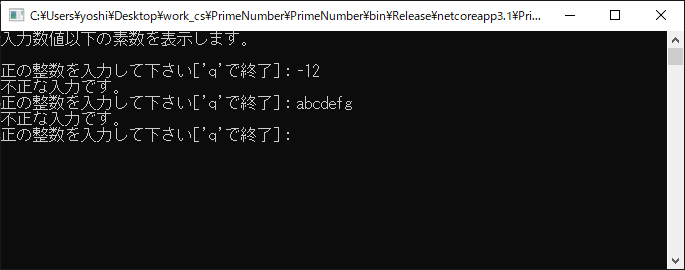 C:¥Users¥yoshi¥Desktop¥work_cs¥PrimeNumber¥PrimeNumber¥bin¥Release¥netcoreapp3.1¥Pri...
入力数値以下の素数を表示します。
正の整数を入力して下さい['q'で終了]：-12
不正な入力です。
正の整数を入力して下さい['q'で終了]：abcdefg
不正な入力です。
正の整数を入力して下さい['q'で終了]：